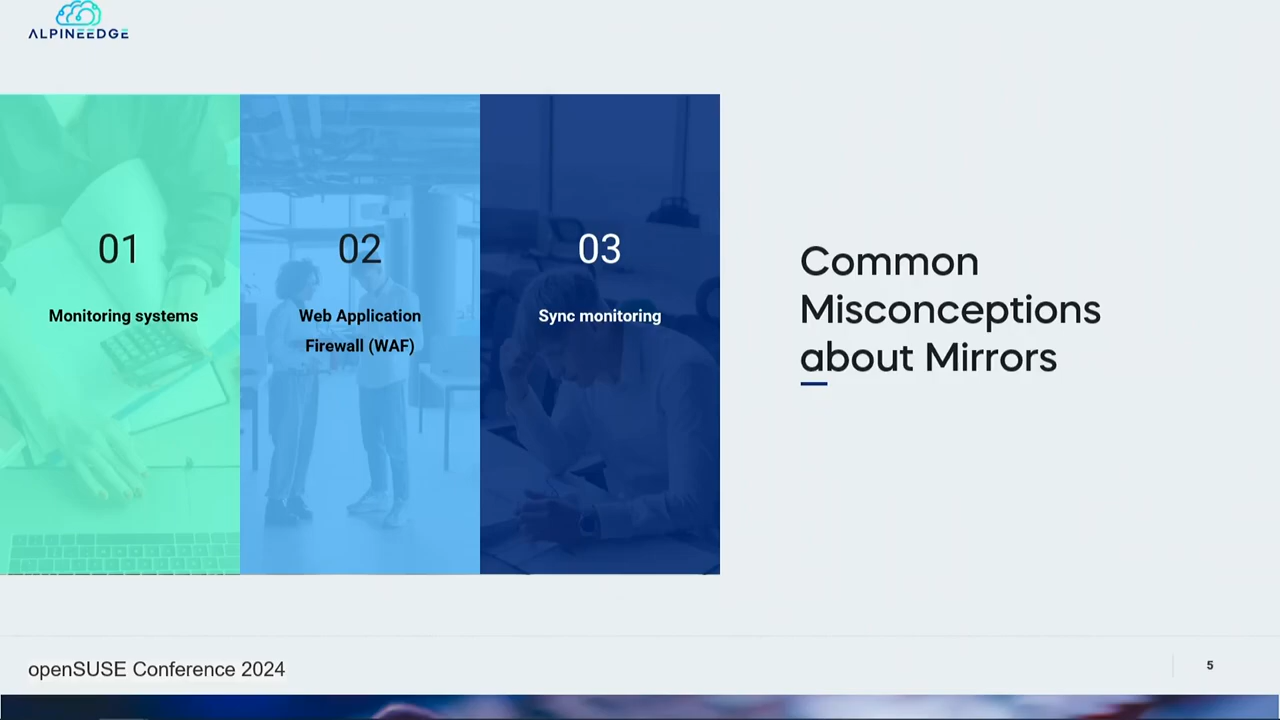 ALPINEEDGE
01
Monitoring systems
02
Web Application
Firewall (WAF)
03
Sync monitoring
Common
Misconceptions
about Mirrors
openSUSE Conference 2024
5